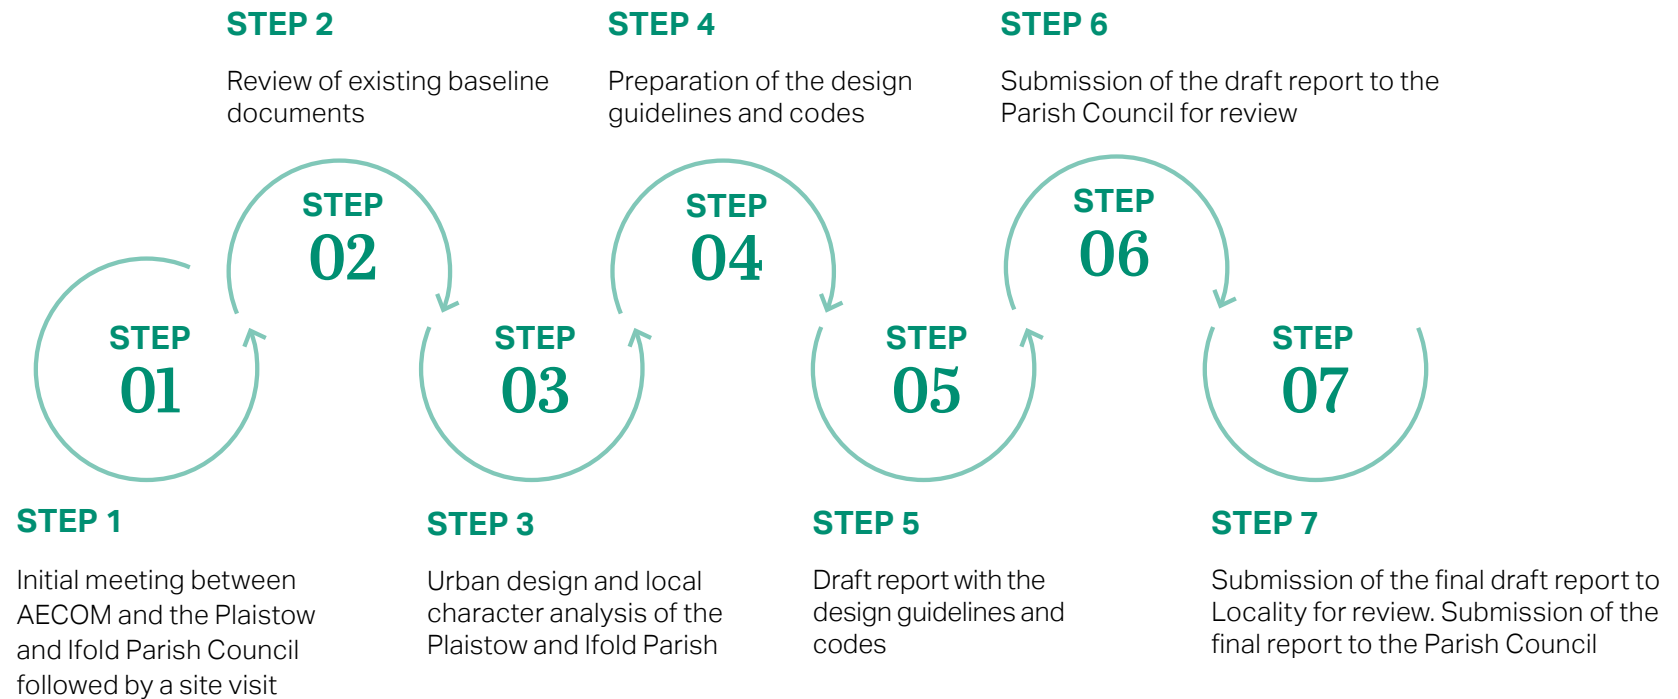 STEP 2
Review of existing baseline
documents
STEP 4
Preparation of the design
guidelines and codes
STEP 6
Submission of the draft report to the
Parish Council for review
STEP
01
STEP
02
STEP
03
STEP
04
STEP
05
STEP
06
STEP
07
STEP 1
Initial meeting between
AECOM and the Plaistow
and Ifold Parish Council
followed by a site visit
STEP 3
Urban design and local
character analysis of the
Plaistow and Ifold Parish
STEP 5
Draft report with the
design guidelines and
codes
STEP 7
Submission of the final draft report to
Locality for review. Submission of the
final report to the Parish Council